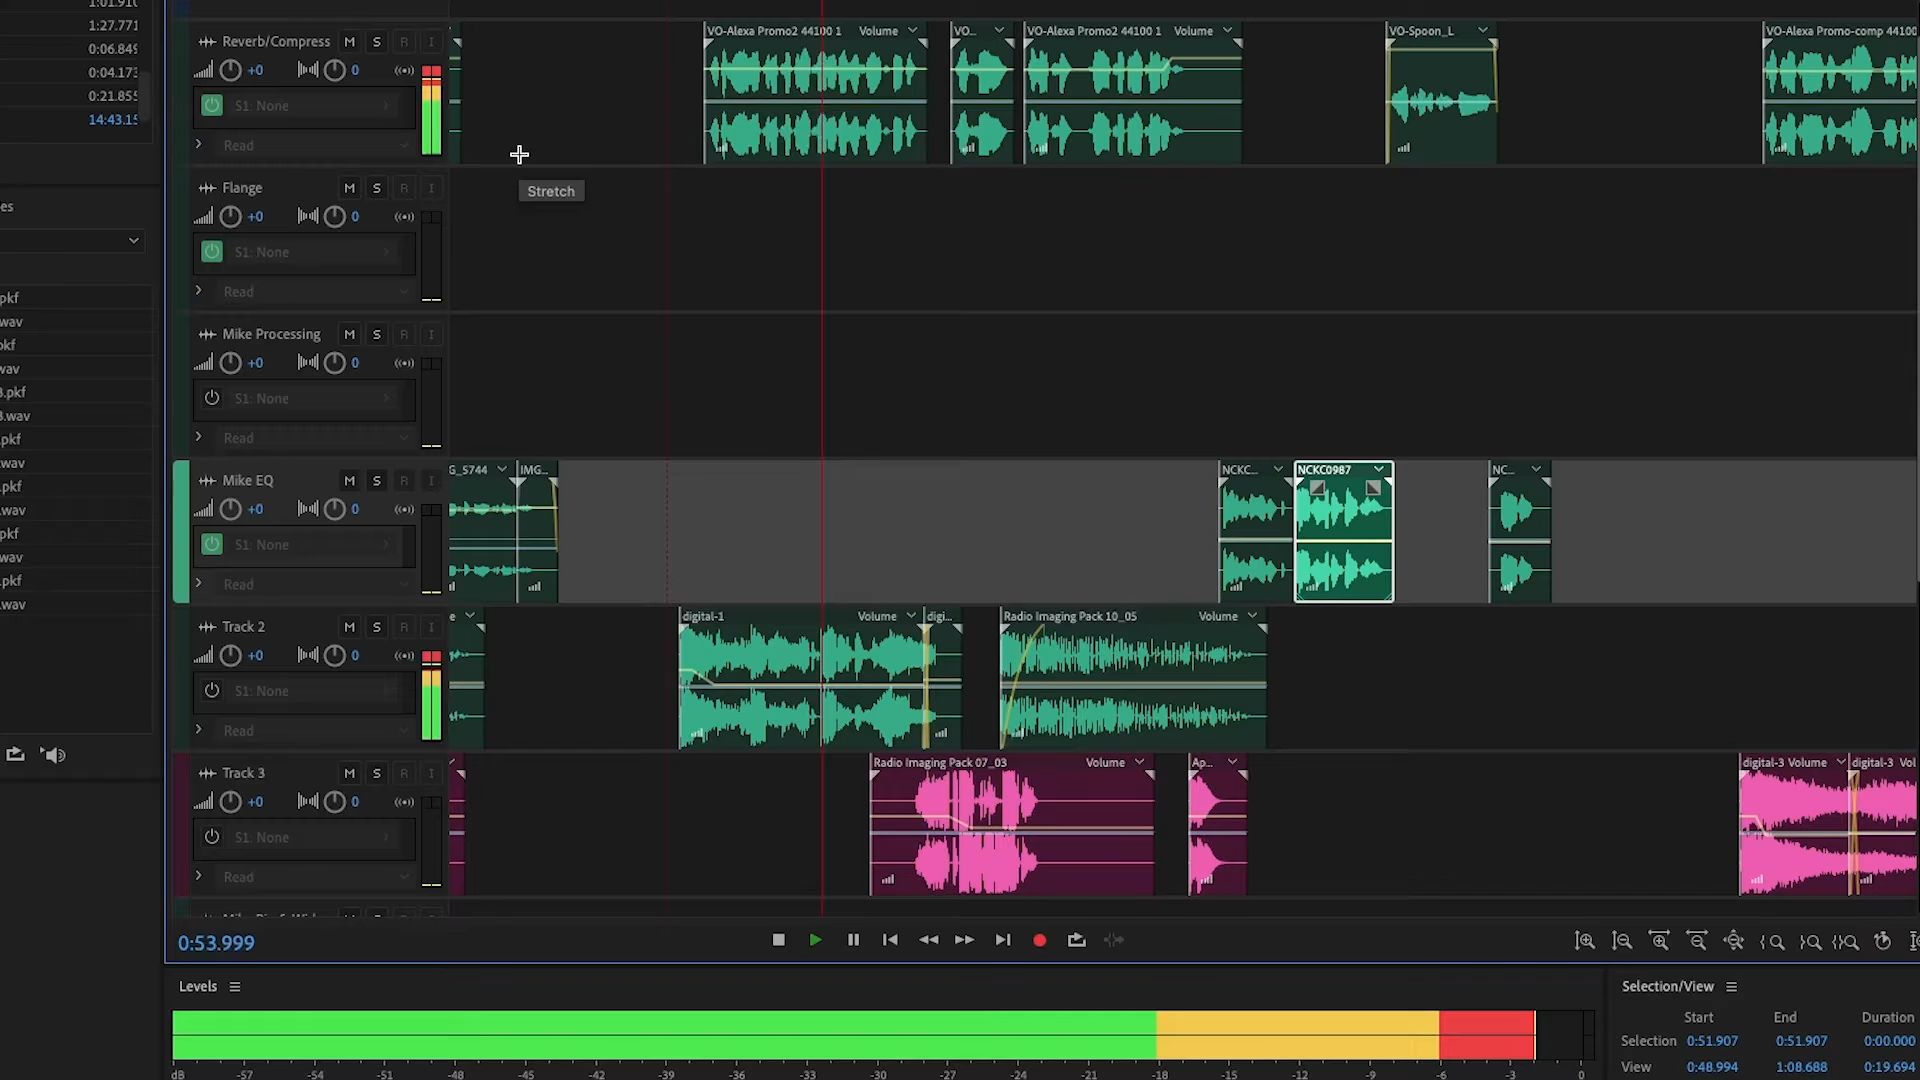 1:01.910
1:27.771
0:06.849
0:04.173
0:21.855
14:43.15
es
.pkf
.wav
pkf
.wav
3.pkf
3.wav
.pkf
.wav
.pkf
.wav
.pkf
.wav
.pkf
.wav
Reverb/Compress M S R I
+0 0
S1: None
Read
VO-Alexa Promo2 44100 1 Volume
VO...
VO-Alexa Promo2 44100 1 Volume
VO-Spoon_L
VO-Alexa Promo-comp 44100
Stretch
Flange M S R I
+0 0
S1: None
Read
Mike Processing M S R I
+0 0
S1: None
Read
Mike EQ M S R I
+0 0
S1: None
Read
G_5744
IMG...
NCKC...
NCKC0987
NC...
Track 2 M S R I
+0 0
S1: None
Read
digital-1 Volume
digi...
Radio Imaging Pack 10_05 Volume
Track 3 M S R I
+0 0
S1: None
Read
Radio Imaging Pack 07_03 Volume
Ap...
digital-3 Volume
digital-3 Vol
0:53.999
Levels
dB -57 -54 -51 -48 -45 -42 -39 -36 -33 -30 -27 -24 -21 -18 -15 -12 -9 -6 -3 0
Selection/View
Start End Duration
Selection 0:51.907 0:51.907 0:00.000
View 0:48.994 1:08.688 0:19.694